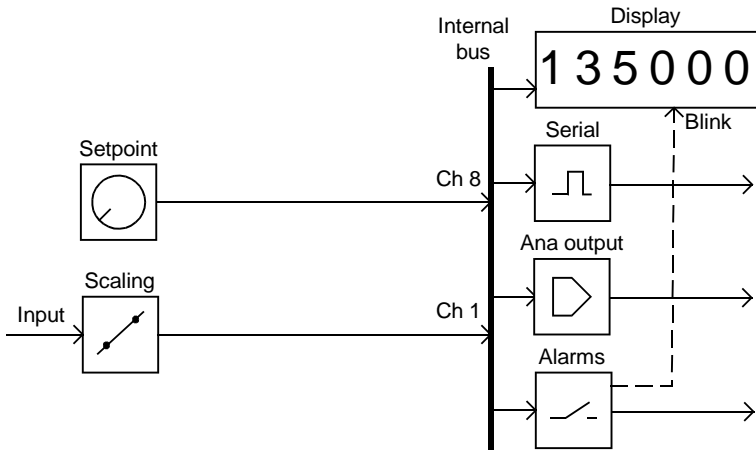 Internal
bus
Display
135000
Blink
Serial
Setpoint
Ch 8
Ana output
Scaling
Input
Ch 1
Alarms